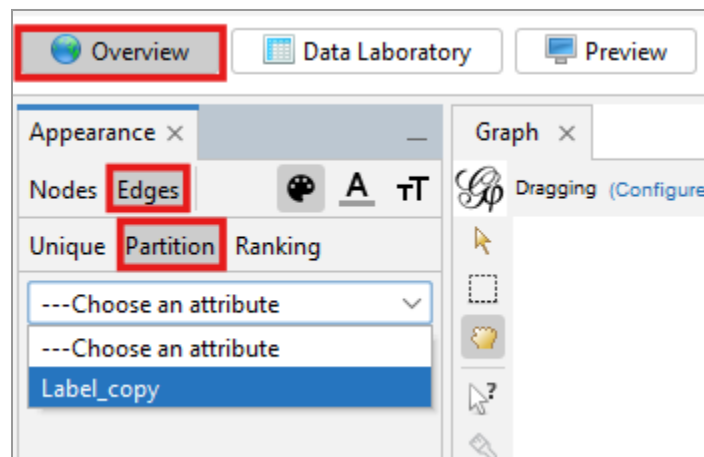 Overview Data Laboratory Preview
Appearance Graph
Nodes Edges A TT Dragging (Configure
Unique Partition Ranking
---Choose an attribute
---Choose an attribute
Label_copy
?